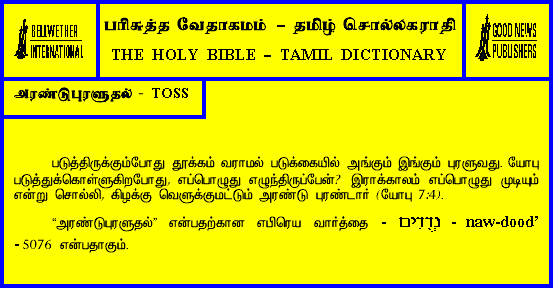 BELLWETHER
INTERNATIONAL
பரிசுத்த வேதாகமம் – தமிழ் சொல்லகராதி
THE HOLY BIBLE – TAMIL DICTIONARY
GOOD NEWS
PUBLISHERS
அரண்டுபுரளுதல் - TOSS
படுத்திருக்கும்போது தூக்கம் வராமல் படுக்கையில் அங்கும் இங்கும் புரளுவது. யோபு
படுத்துக்கொள்ளுகிறபோது, எப்பொழுது எழுந்திருப்பேன்? இராக்காலம் எப்பொழுது முடியும்
என்று சொல்லி, கிழக்கு வெளுக்குமட்டும் அரண்டு புரண்டார் (யோபு 7:4).
“அரண்டுபுரளுதல்” என்பதற்கான எபிரெய வார்த்தை - נְדֻדִים - naw-dood’
- 5076 என்பதாகும்.